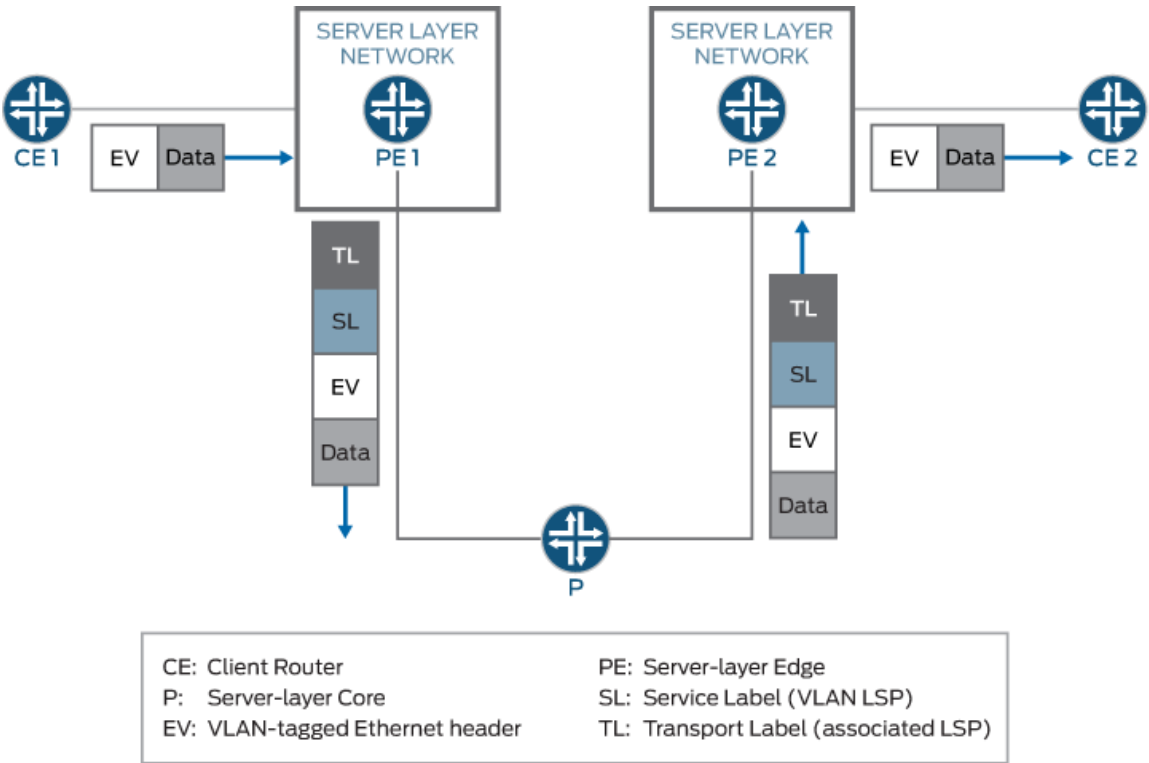 SERVER LAYER
NETWORK
SERVER LAYER
NETWORK
CE 1
EV
Data
PE 1
PE 2
EV
Data
CE 2
TL
SL
EV
Data
TL
SL
EV
Data
P
CE: Client Router
P: Server-layer Core
EV: VLAN-tagged Ethernet header
PE: Server-layer Edge
SL: Service Label (VLAN LSP)
TL: Transport Label (associated LSP)